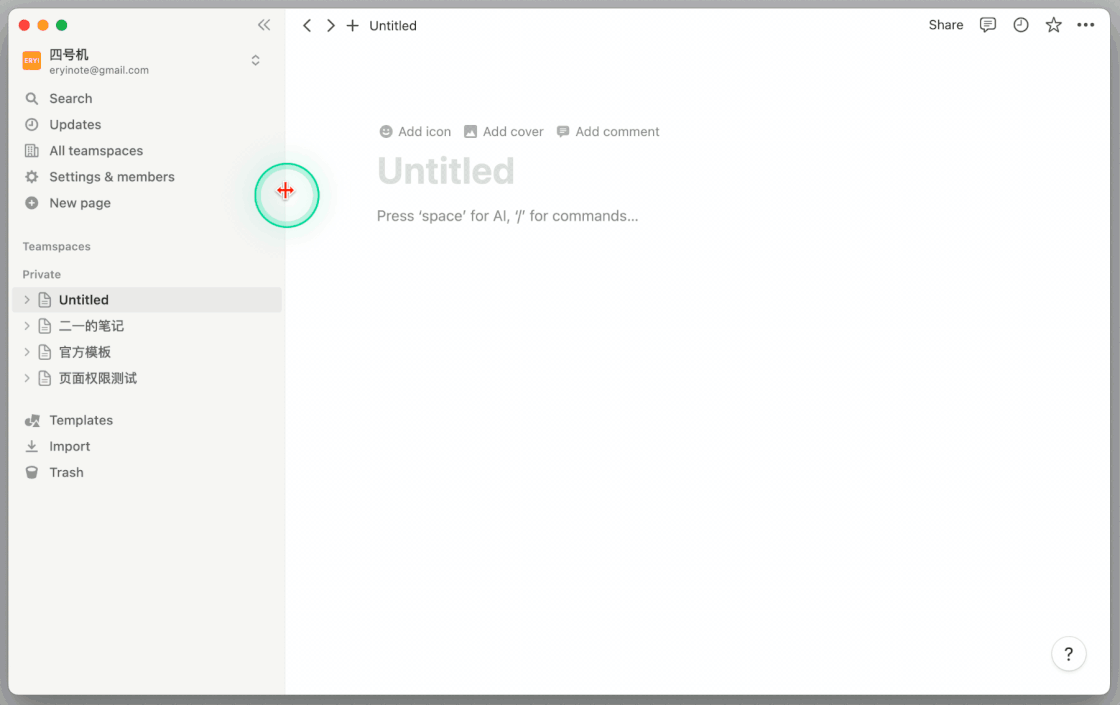 Untitled
Share
ERYI
四号机
eryinote@gmail.com
Search
Updates
All teamspaces
Settings & members
New page
Teamspaces
Private
Untitled
二一的笔记
官方模板
页面权限测试
Templates
Import
Trash
Add icon Add cover Add comment
Untitled
Press ‘space’ for AI, ‘/’ for commands…
?